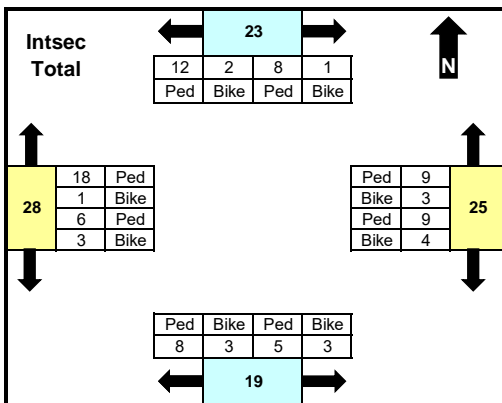 Intsec
Total
23
N
12 2 8 1
Ped Bike Ped Bike
28
18 Ped
1 Bike
6 Ped
3 Bike
Ped 9
Bike 3
Ped 9
Bike 4
25
Ped Bike Ped Bike
8 3 5 3
19